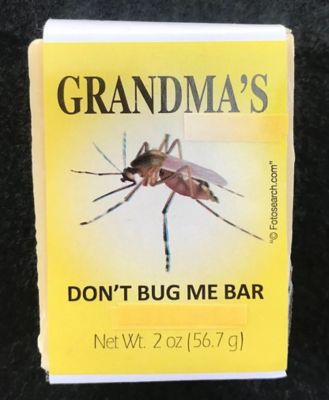 GRANDMA'S
"© Fotosearch.com"
DON'T BUG ME BAR
Net Wt. 2 oz (56.7 g)